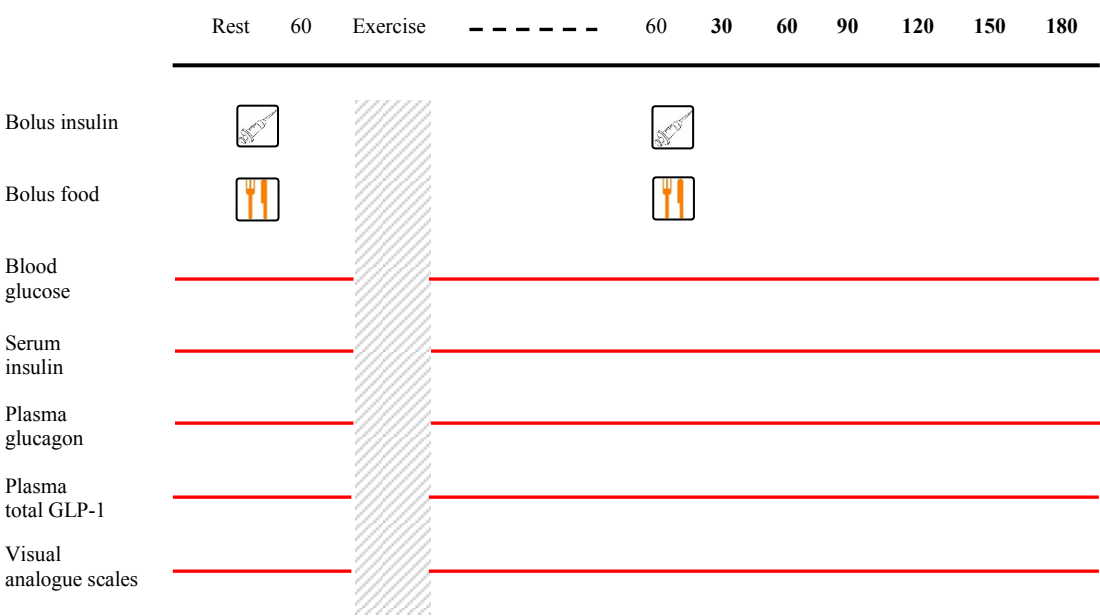 Rest 60 Exercise 60 30 60 90 120 150 180
Bolus insulin
Bolus food
Blood
glucose
Serum
insulin
Plasma
glucagon
Plasma
total GLP-1
Visual
analogue scales